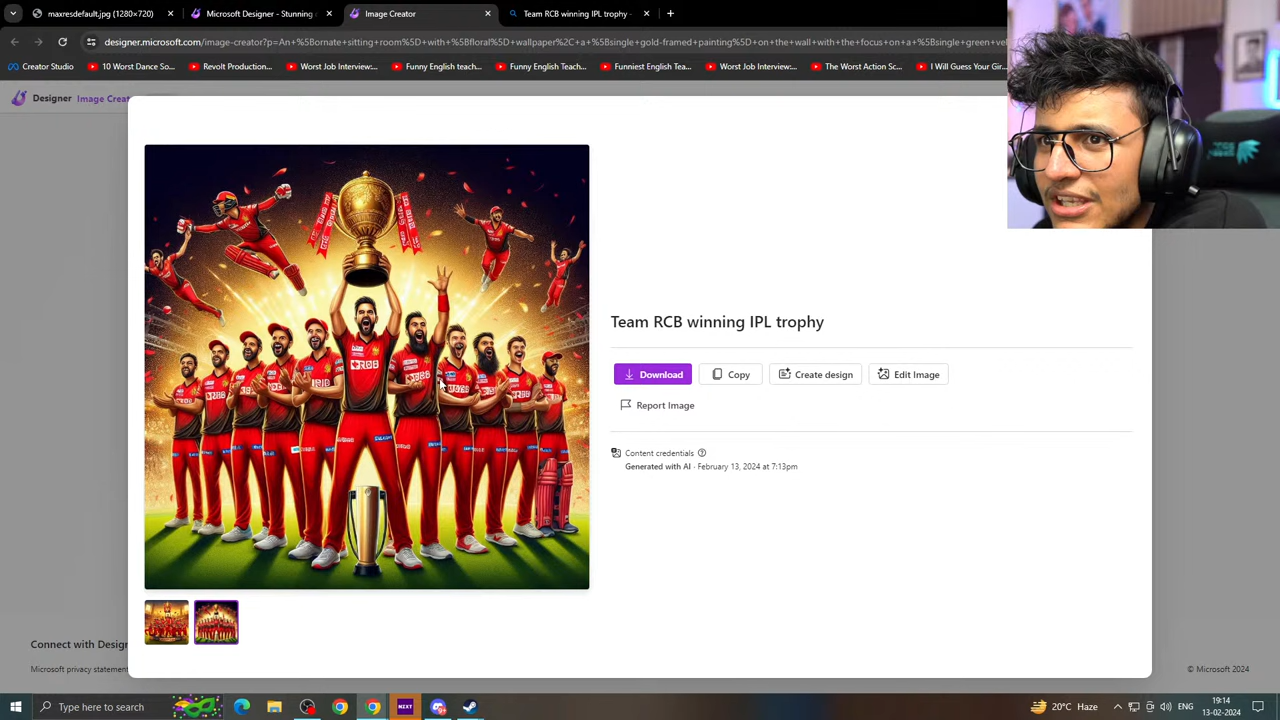 maxresdefault.jpg (1280×720)
Microsoft Designer - Stunning
Image Creator
Team RCB winning IPL trophy -
designer.microsoft.com/image-creator?p=An+%5Bornate+sitting+room%5D+with+%5Bfloral%5D+wallpaper%2C+a+%5Bsingle+gold-framed+painting%5D+on+the+wall+with+the+focus+on+a+%5Bsingle+green+vel
Creator Studio
10 Worst Dance So...
Revolt Production...
Worst Job Interview:...
Funny English teach...
Funny English Teac...
Funniest English Tea...
Worst Job Interview:...
The Worst Action Sc...
I Will Guess Your Gir
Designer Image Creat
Team RCB winning IPL trophy
Download
Copy
Create design
Edit Image
Report Image
Content credentials
Generated with AI · February 13, 2024 at 7:13pm
Connect with Design
Microsoft privacy statement
© Microsoft 2024
Type here to search
NIXT
20°C Haze
19:14
13-02-2024